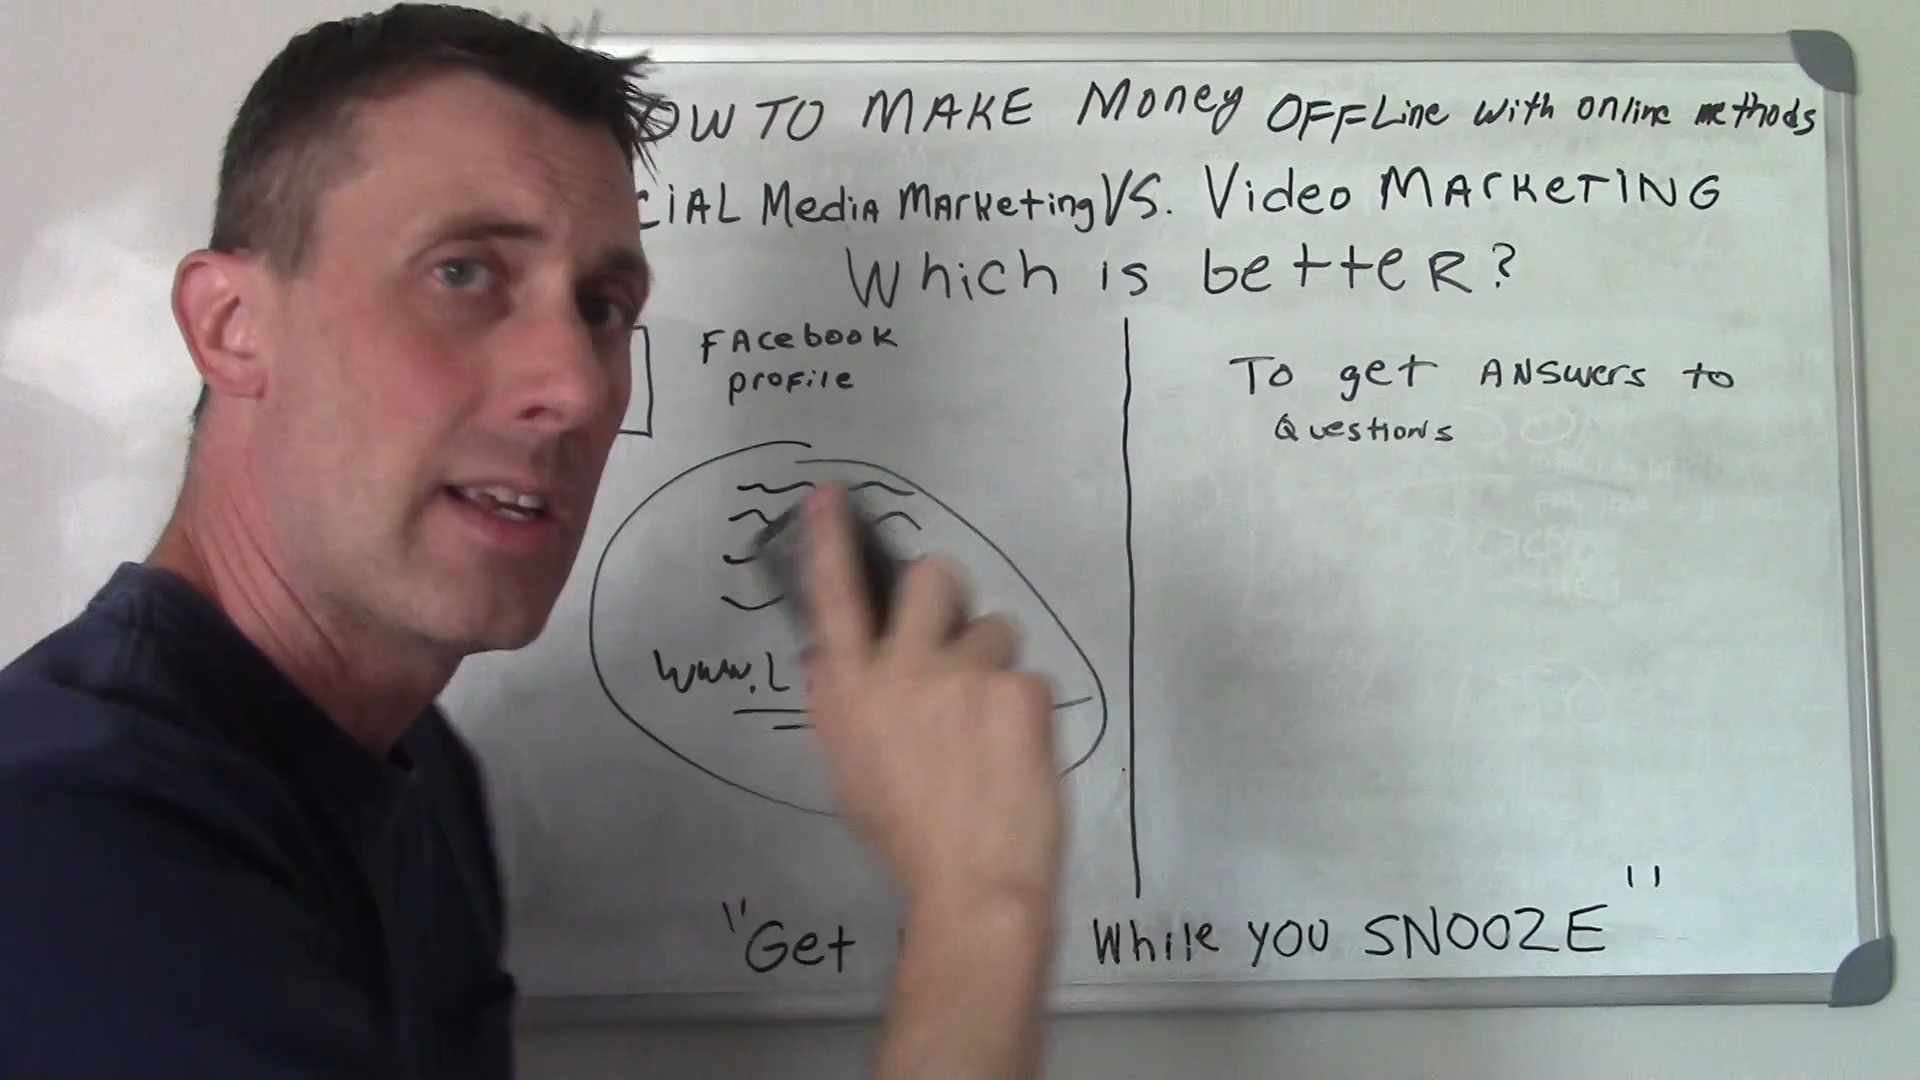 OW TO MAKE Money OFFLine with online methods
CIAL Media Marketing VS. Video MARKETING
Which is better?
Facebook
profile
To get Answers to
Questions
www.L
"Get While you SNOOZE"